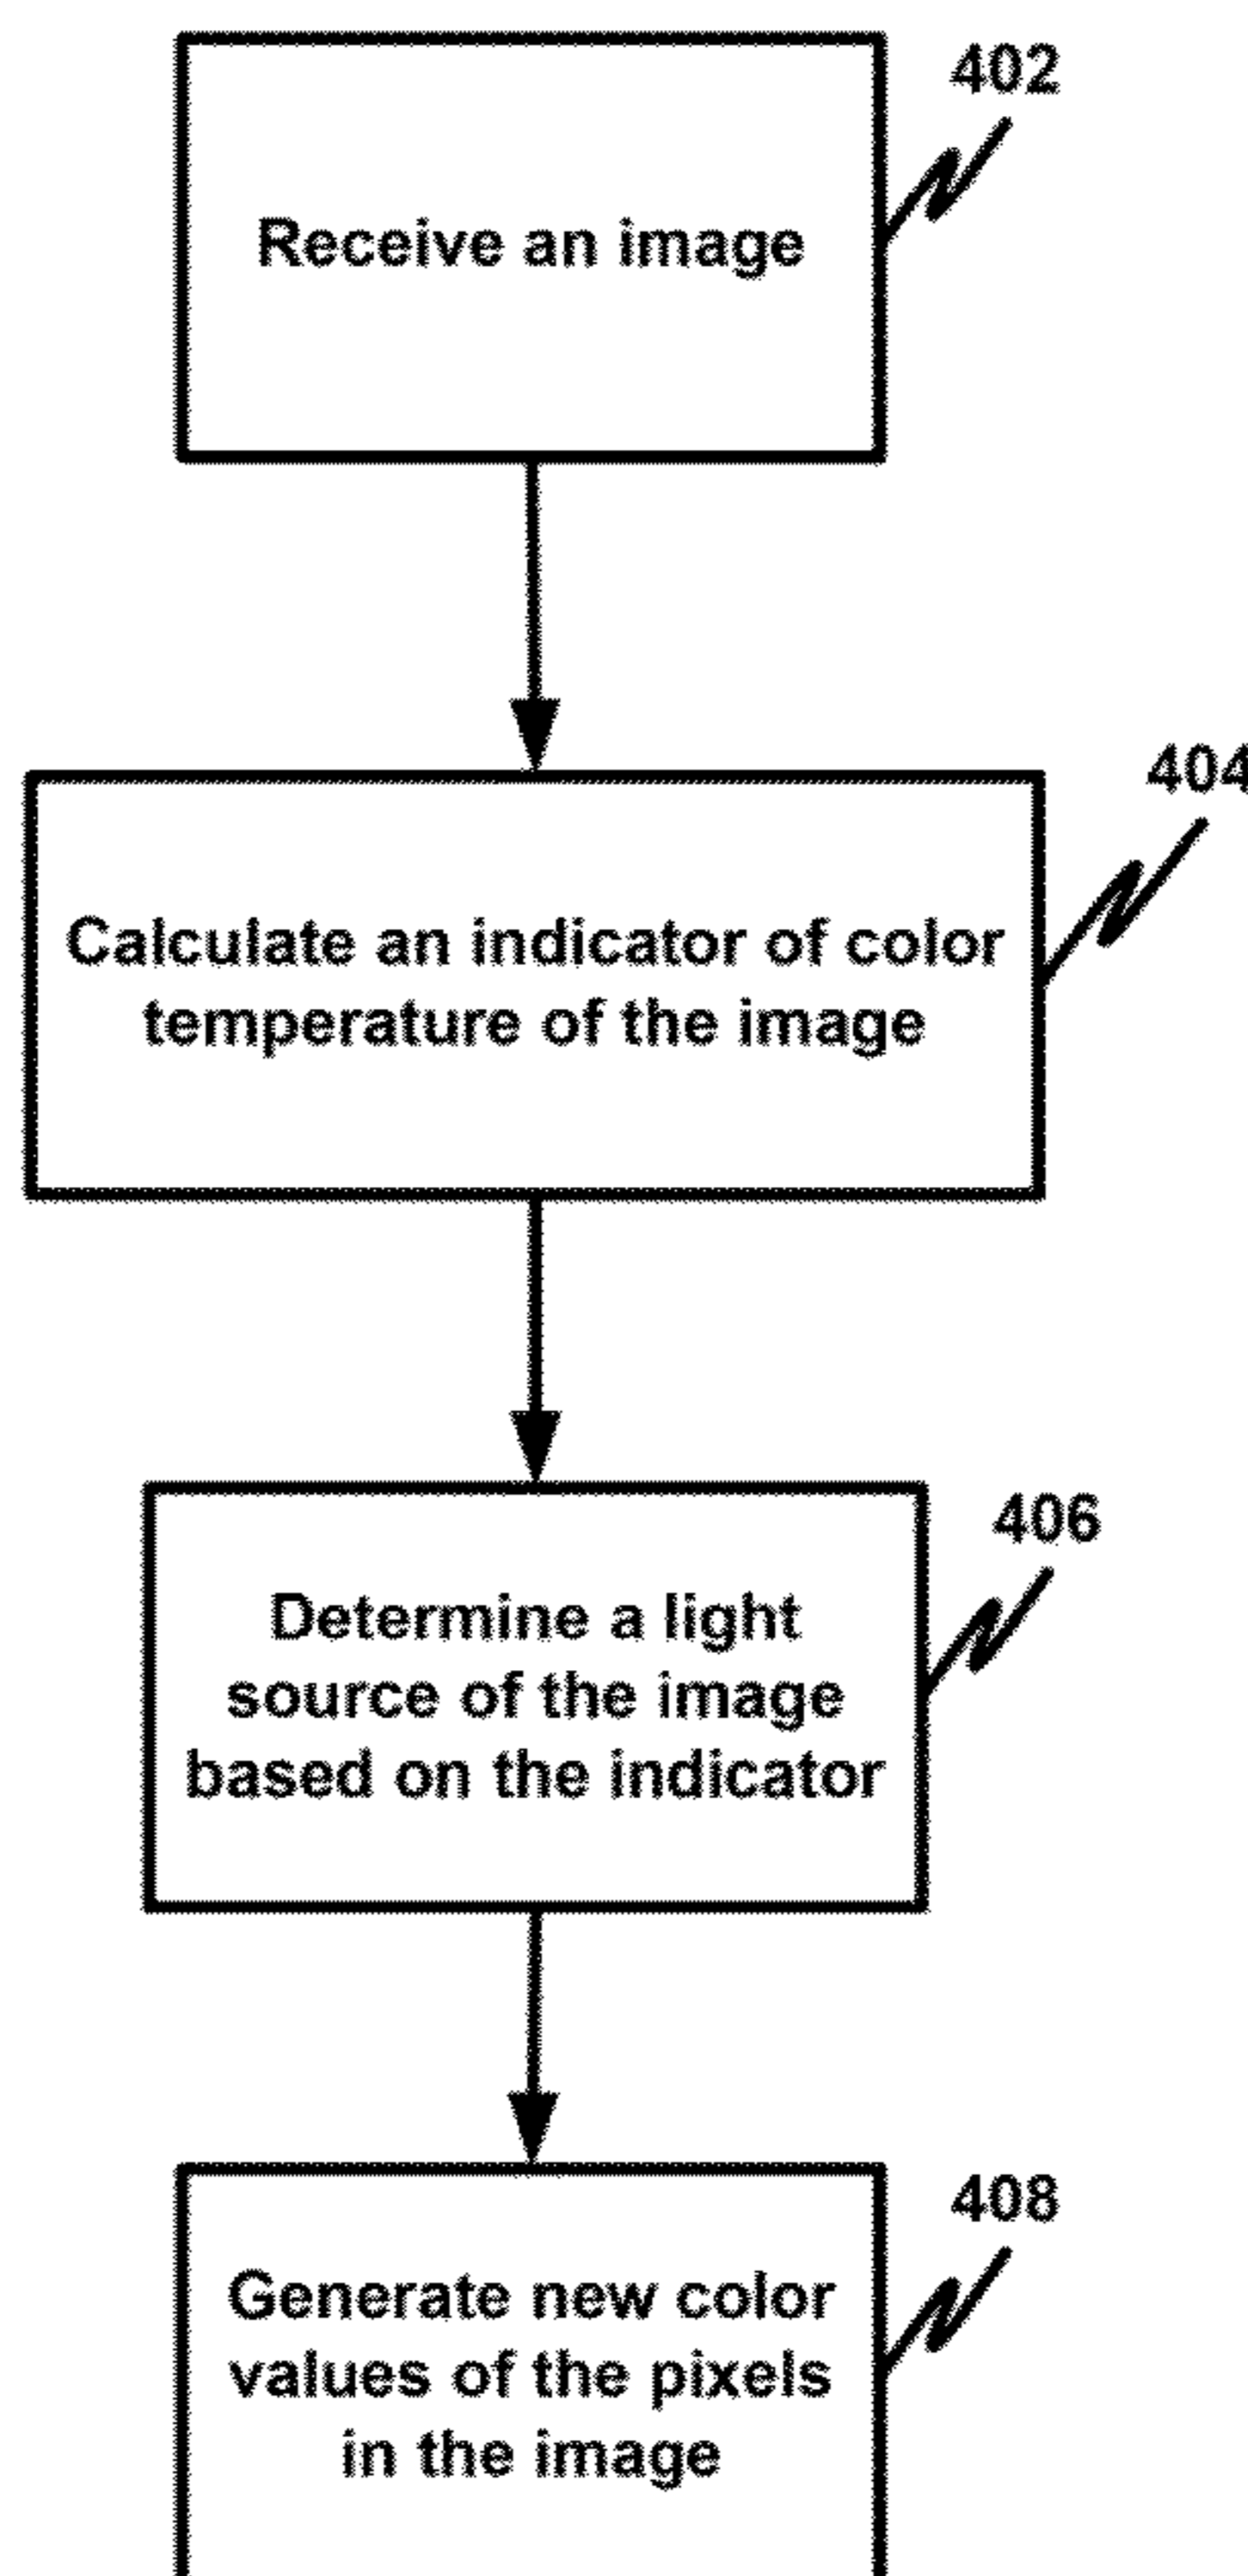 402
Receive an image
404
Calculate an indicator of color
temperature of the image
406
Determine a light
source of the image
based on the indicator
408
Generate new color
values of the pixels
in the image